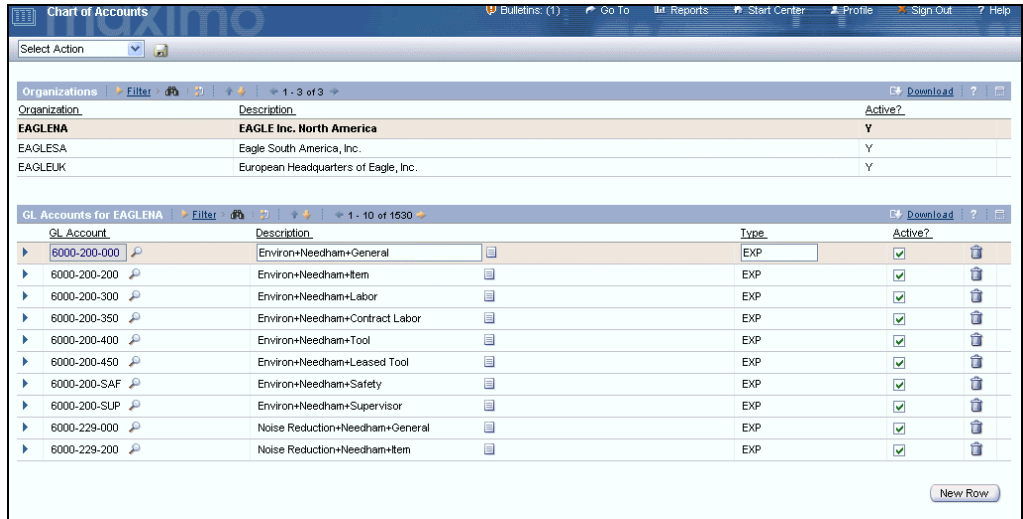 Chart of Accounts
maximo
Bulletins: (1) Go To Reports Start Center Profile Sign Out ? Help
Select Action
Organizations Filter 1 - 3 of 3 Download ?
Organization Description Active?
EAGLENA EAGLE Inc. North America Y
EAGLESA Eagle South America, Inc. Y
EAGLEUK European Headquarters of Eagle, Inc. Y
GL Accounts for EAGLENA Filter 1 - 10 of 1530 Download ?
GL Account Description Type Active?
6000-200-000 Environ+Needham+General EXP
6000-200-200 Environ+Needham+Item EXP
6000-200-300 Environ+Needham+Labor EXP
6000-200-350 Environ+Needham+Contract Labor EXP
6000-200-400 Environ+Needham+Tool EXP
6000-200-450 Environ+Needham+Leased Tool EXP
6000-200-SAF Environ+Needham+Safety EXP
6000-200-SUP Environ+Needham+Supervisor EXP
6000-229-000 Noise Reduction+Needham+General EXP
6000-229-200 Noise Reduction+Needham+Item EXP
New Row